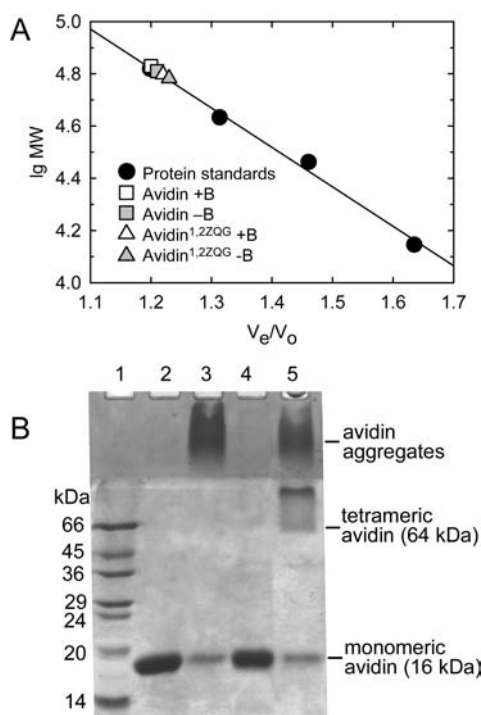 A
5.0
4.8
4.6
4.4
4.2
4.0
lg MW
Protein standards
Avidin +B
Avidin –B
Avidin1,2ZQG +B
Avidin1,2ZQG -B
1.1 1.2 1.3 1.4 1.5 1.6 1.7
Ve/Vo
1 2 3 4 5
B
avidin
aggregates
kDa
tetrameric
avidin (64 kDa)
66
45
36
29
24
20
14
monomeric
avidin (16 kDa)